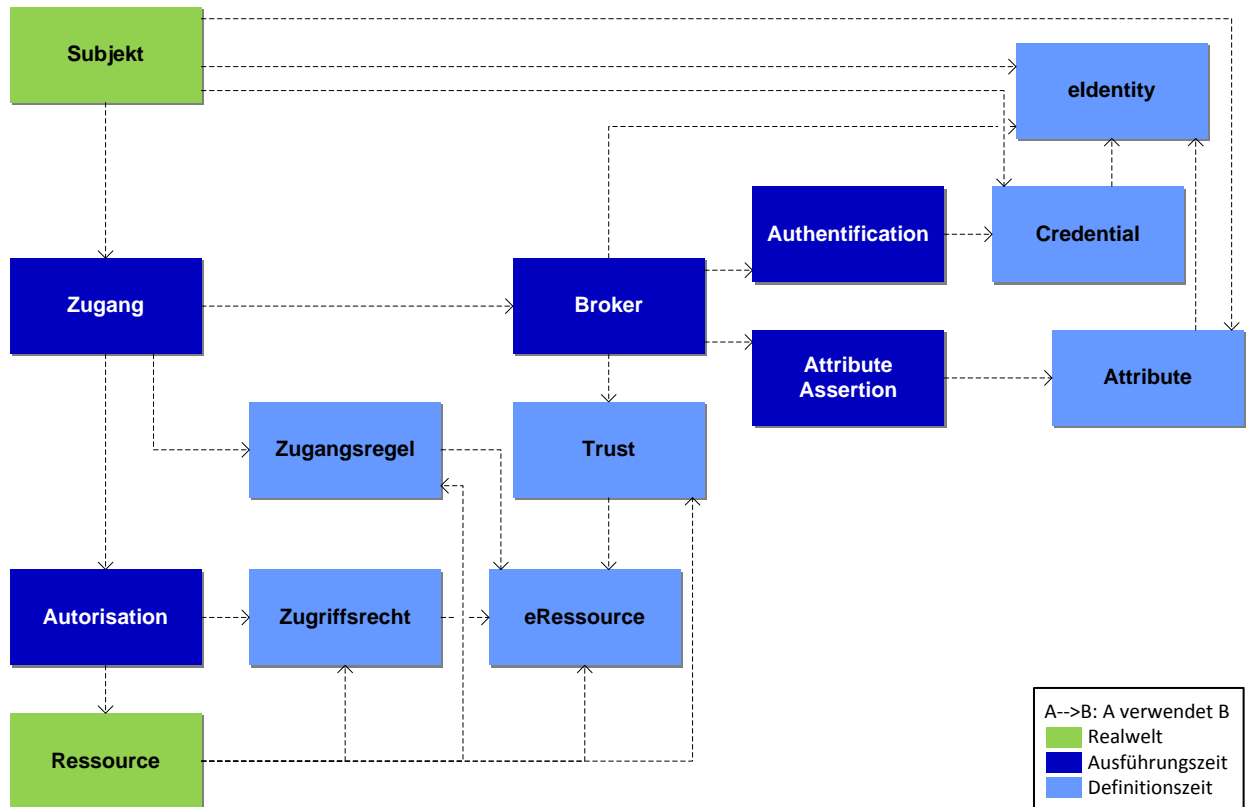 Subjekt
eIdentity
Authentification
Credential
Zugang
Broker
Attribute
Assertion
Attribute
Zugangsregel
Trust
Autorisation
Zugriffsrecht
eRessource
Ressource
A-->B: A verwendet B
Realwelt
Ausführungszeit
Definitionszeit